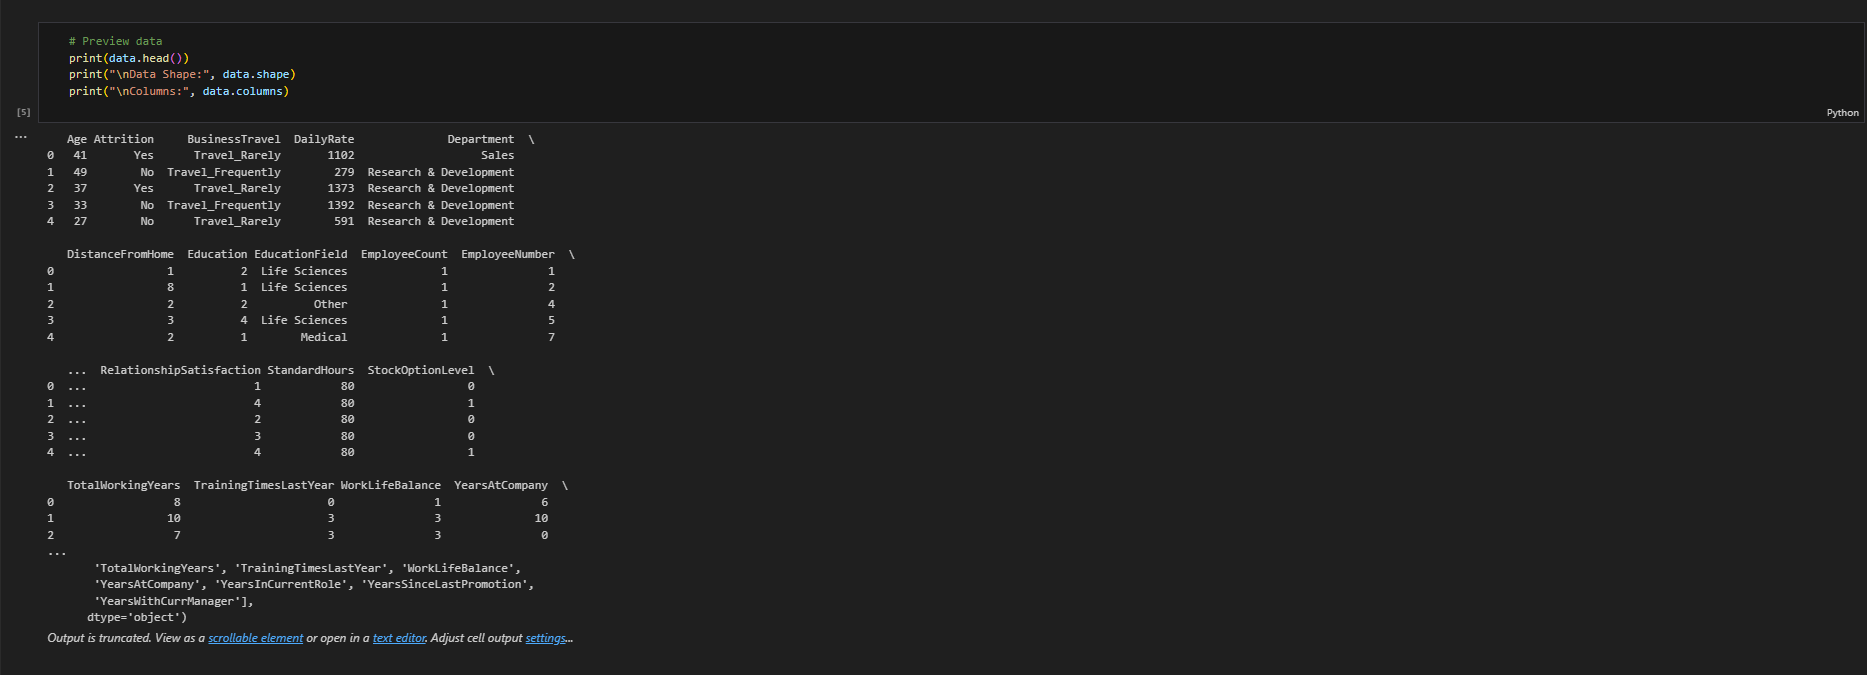 # Preview data
print(data.head())
print("\nData Shape:", data.shape)
print("\nColumns:", data.columns)
[5]
Python
...
   Age Attrition     BusinessTravel  DailyRate              Department  \
0   41       Yes      Travel_Rarely       1102                   Sales
1   49        No  Travel_Frequently        279  Research & Development
2   37       Yes      Travel_Rarely       1373  Research & Development
3   33        No  Travel_Frequently       1392  Research & Development
4   27        No      Travel_Rarely        591  Research & Development
   DistanceFromHome  Education EducationField  EmployeeCount  EmployeeNumber  \
0                 1          2  Life Sciences              1               1
1                 8          1  Life Sciences              1               2
2                 2          2          Other              1               4
3                 3          4  Life Sciences              1               5
4                 2          1        Medical              1               7
   ...  RelationshipSatisfaction StandardHours  StockOptionLevel  \
0  ...                         1            80                 0
1  ...                         4            80                 1
2  ...                         2            80                 0
3  ...                         3            80                 0
4  ...                         4            80                 1
   TotalWorkingYears  TrainingTimesLastYear WorkLifeBalance  YearsAtCompany  \
0                  8                      0               1               6
1                 10                      3               3              10
2                  7                      3               3               0
...
       'TotalWorkingYears', 'TrainingTimesLastYear', 'WorkLifeBalance',
       'YearsAtCompany', 'YearsInCurrentRole', 'YearsSinceLastPromotion',
       'YearsWithCurrManager'],
      dtype='object')
Output is truncated. View as a scrollable element or open in a text editor. Adjust cell output settings...